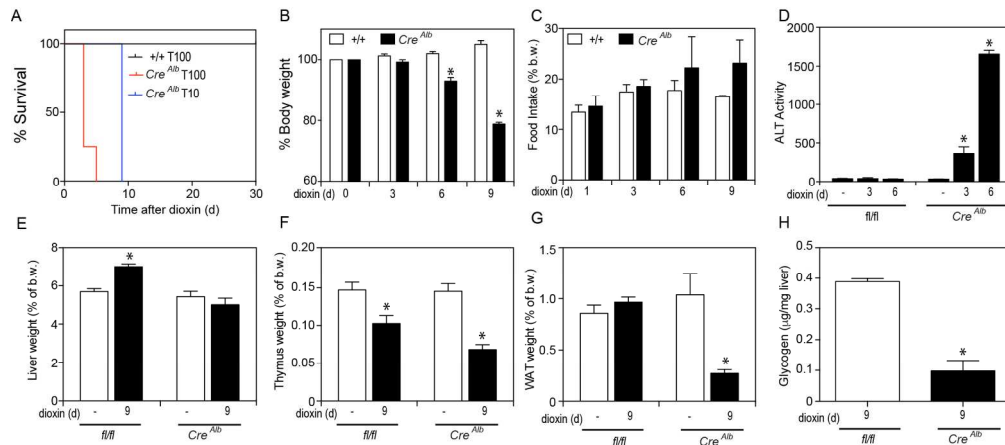 A
% Survival
100
50
0
0
10
20
30
Time after dioxin (d)
+/+ T100
Cre Alb T100
Cre Alb T10
B
+/+
Cre Alb
% Body weight
100
80
60
*
*
dioxin (d)
0
3
6
9
C
+/+
Cre Alb
Food Intake (% b.w.)
30
20
10
0
dioxin (d)
1
3
6
9
D
ALT Activity
2000
1500
1000
500
0
*
*
dioxin (d)
- 3 6
- 3 6
fl/fl
Cre Alb
E
Liver weight (% of b.w.)
8
6
4
2
0
*
dioxin (d)
- 9
- 9
fl/fl
Cre Alb
F
Thymus weight (% of b.w.)
0.20
0.15
0.10
0.05
0.00
*
*
dioxin (d)
- 9
- 9
fl/fl
Cre Alb
G
WAT weight (% of b.w.)
1.5
1.0
0.5
0.0
*
dioxin (d)
- 9
- 9
fl/fl
Cre Alb
H
Glycogen (µg/mg liver)
0.6
0.4
0.2
0.0
*
dioxin (d)
9
9
fl/fl
Cre Alb